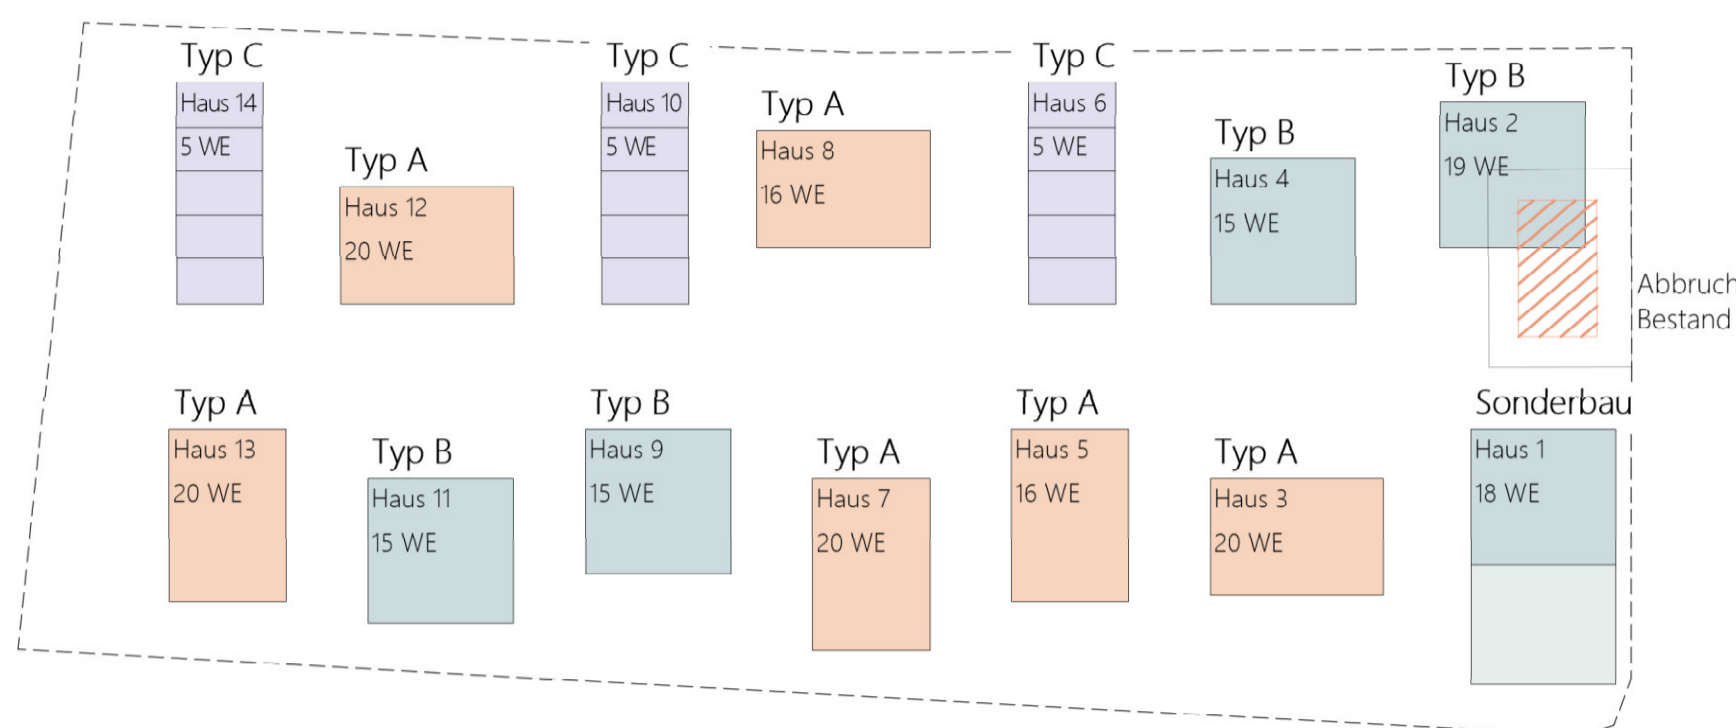 Typ C
Haus 14
5 WE
Typ A
Haus 12
20 WE
Typ C
Haus 10
5 WE
Typ A
Haus 8
16 WE
Typ C
Haus 6
5 WE
Typ B
Haus 4
15 WE
Typ B
Haus 2
19 WE
Abbruch
Bestand
Typ A
Haus 13
20 WE
Typ B
Haus 11
15 WE
Typ B
Haus 9
15 WE
Typ A
Haus 7
20 WE
Typ A
Haus 5
16 WE
Typ A
Haus 3
20 WE
Sonderbau
Haus 1
18 WE